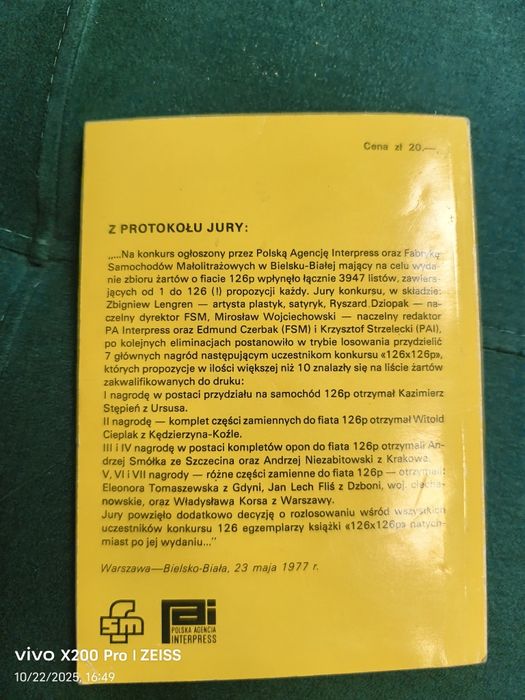 Cena zł 20.—
Z PROTOKOŁU JURY:
„...Na konkurs ogłoszony przez Polską Agencję Interpress oraz Fabrykę
Samochodów Małolitrażowych w Bielsku-Białej mający na celu wyda-
nie zbioru żartów o fiacie 126p wpłynęło łącznie 3947 listów, zawiera-
jących od 1 do 126 (!) propozycji każdy. Jury konkursu, w składzie:
Zbigniew Lengren — artysta plastyk, satyryk, Ryszard Dziopak — na-
czelny dyrektor FSM, Mirosław Wojciechowski — naczelny redaktor
PA Interpress oraz Edmund Czerbak (FSM) i Krzysztof Strzelecki (PAI),
po kolejnych eliminacjach postanowiło w trybie losowania przydzielić
7 głównych nagród następującym uczestnikom konkursu «126x126p»,
których propozycje w ilości większej niż 10 znalazły się na liście żartów
zakwalifikowanych do druku:
I nagrodę w postaci przydziału na samochód 126p otrzymał Kazimierz
Stępień z Ursusa.
II nagrodę — komplet części zamiennych do fiata 126p otrzymał Witold
Cieplak z Kędzierzyna-Koźle.
III i IV nagrodę w postaci kompletów opon do fiata 126p otrzymali An-
drzej Smółka ze Szczecina oraz Andrzej Niezabitowski z Krakowa.
V, VI i VII nagrody — różne części zamienne do fiata 126p — otrzymali:
Eleonora Tomaszewska z Gdyni, Jan Lech Fliś z Dzboni, woj. ciecha-
nowskie, oraz Władysława Korsa z Warszawy.
Jury powzięło dodatkowo decyzję o rozlosowaniu wśród wszystkich
uczestników konkursu 126 egzemplarzy książki «126x126p» natych-
miast po jej wydaniu...”
Warszawa—Bielsko-Biała, 23 maja 1977 r.
fsm
pai
POLSKA AGENCJA
INTERPRESS
vivo X200 Pro | ZEISS
10/22/2025, 16:49